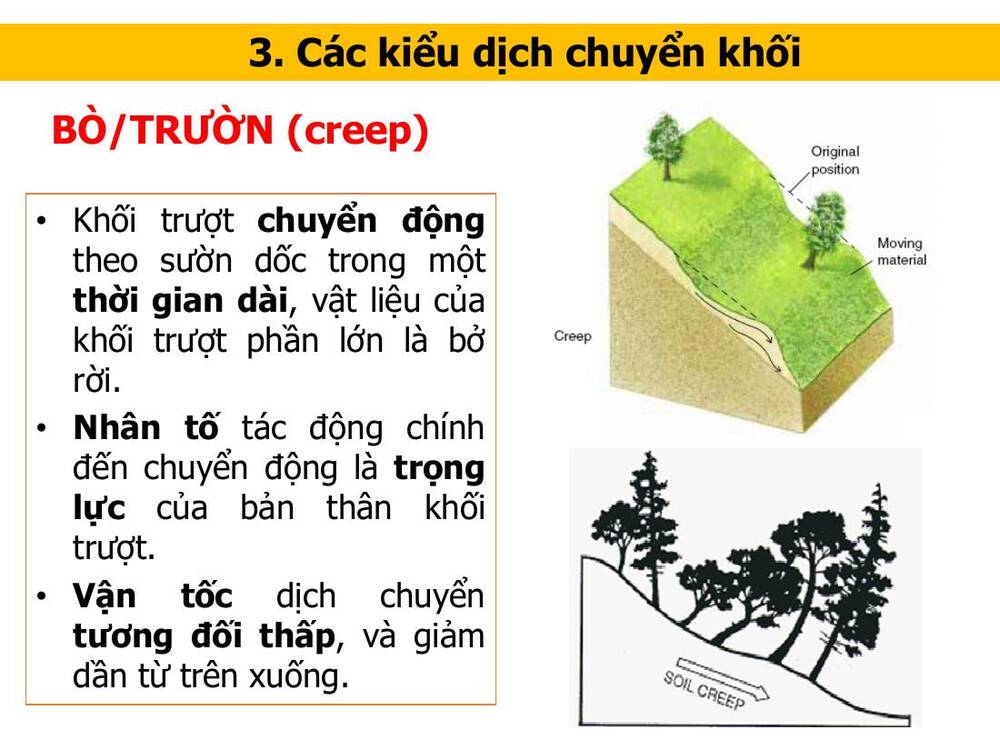 3. Các kiểu dịch chuyển khối
BÒ/TRƯỜN (creep)
• Khối trượt chuyển động
theo sườn dốc trong một
thời gian dài, vật liệu của
khối trượt phần lớn là bở
rời.
• Nhân tố tác động chính
đến chuyển động là trọng
lực của bản thân khối
trượt.
• Vận tốc dịch chuyển
tương đối thấp, và giảm
dần từ trên xuống.
Original
position
Moving
material
Creep
SOIL CREEP